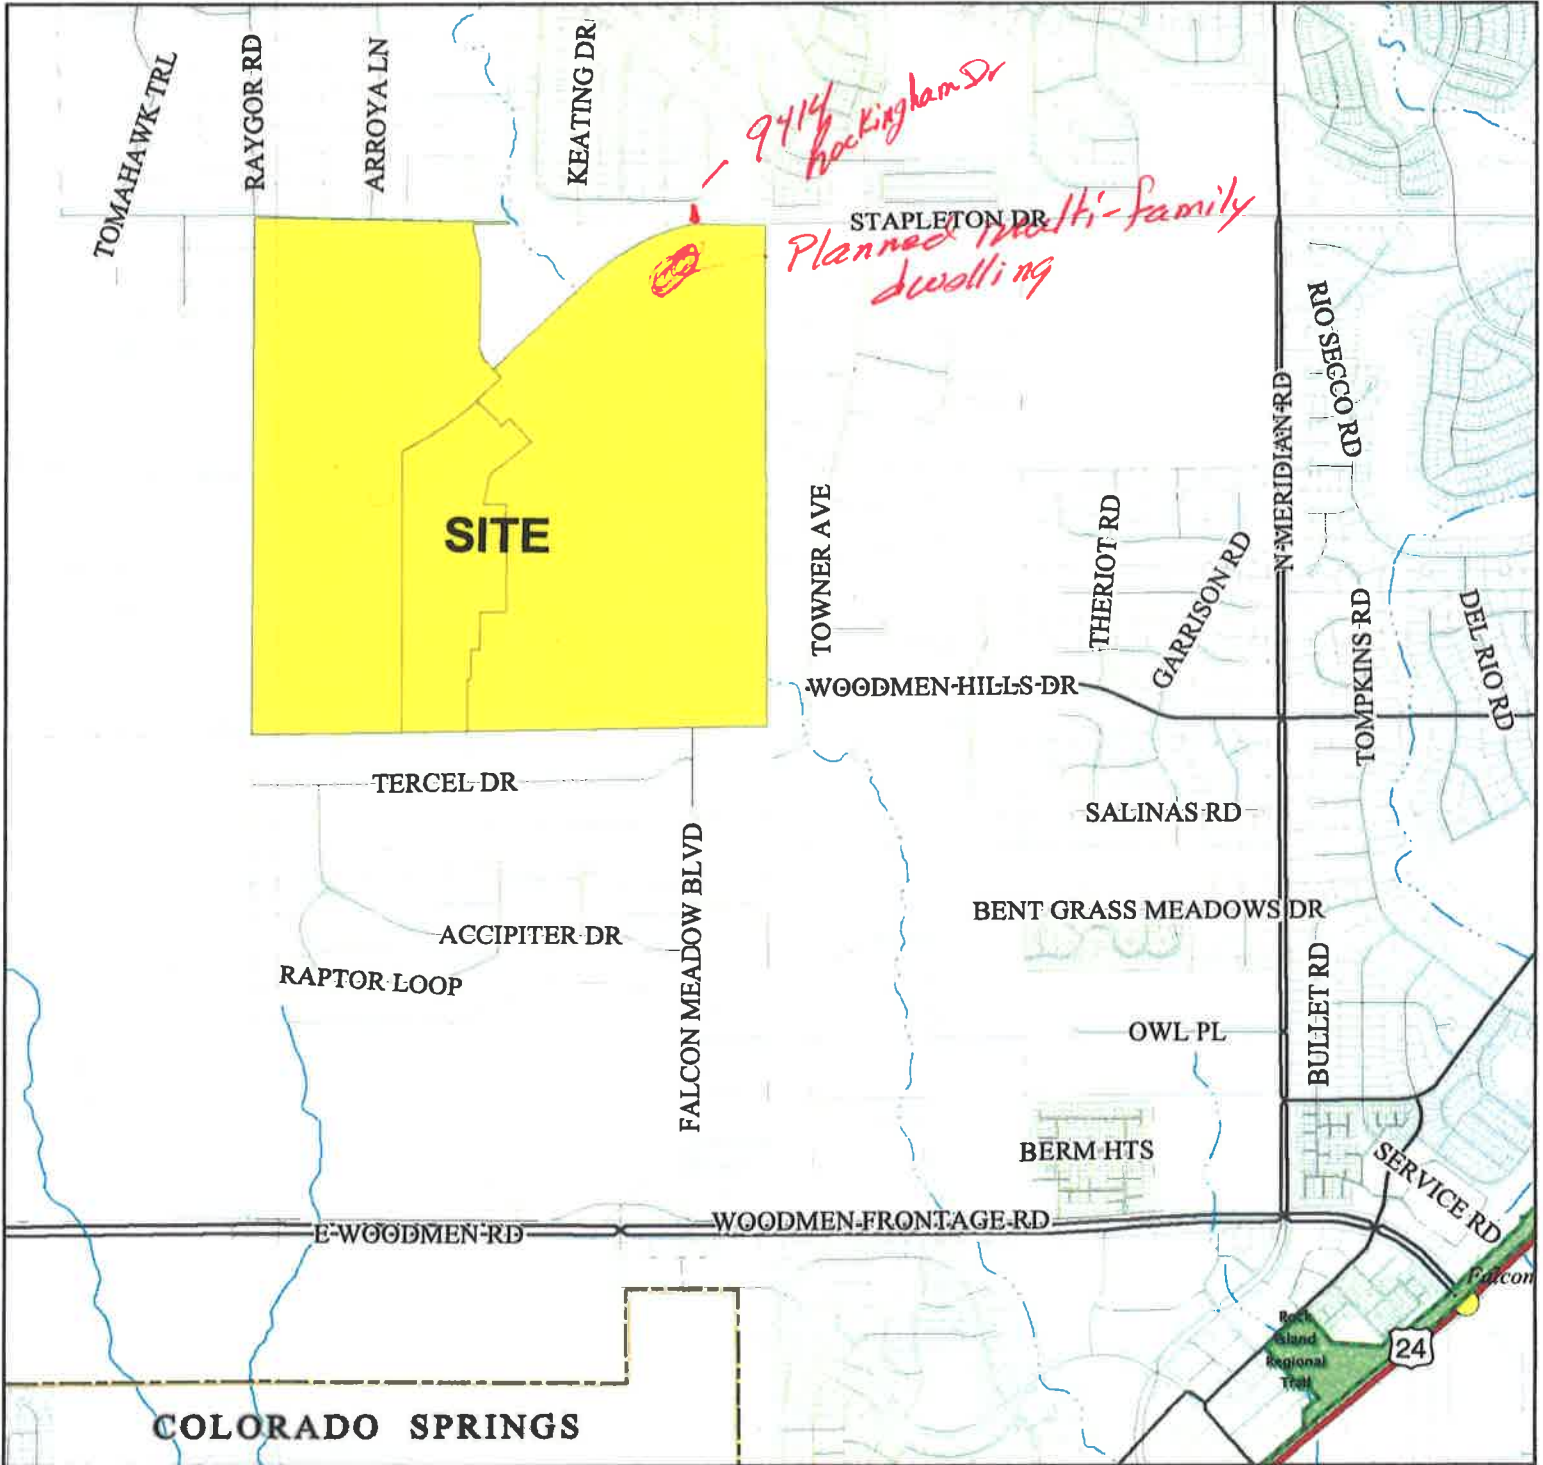 TOMAHAWK TRL
RAYGOR RD
ARROYA LN
KEATING DR
9414
Rockingham Dr
STAPLETON DR
Planned multi-family
dwelling
RIO SECCO RD
N MERIDIAN RD
SITE
TOWNER AVE
THERIOT RD
GARRISON RD
TOMPKINS RD
DEL RIO RD
WOODMEN HILLS DR
TERCEL DR
SALINAS RD
FALCON MEADOW BLVD
BENT GRASS MEADOWS DR
ACCIPITER DR
RAPTOR LOOP
BULLET RD
OWL PL
BERM HTS
SERVICE RD
E WOODMEN RD
WOODMEN FRONTAGE RD
Falcon
Rock
Island
Regional
Trail
24
COLORADO SPRINGS